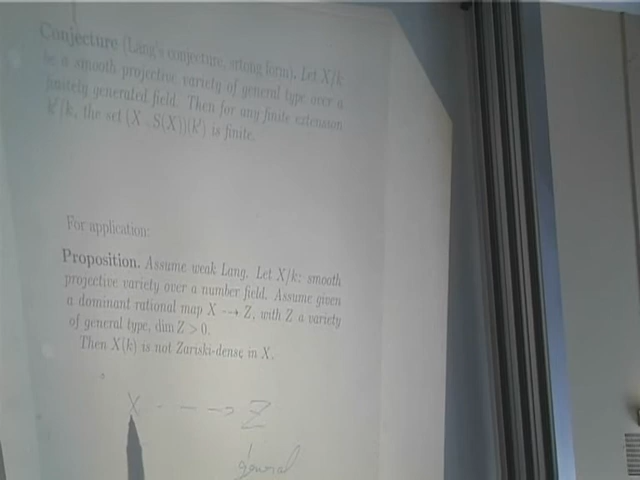 Conjecture (Lang's conjecture, strong form). Let X/k
be a smooth projective variety of general type over a
finitely generated field. Then for any finite extension
k'/k, the set (X - S(X))(k') is finite.
For application:
Proposition. Assume weak Lang. Let X/k: smooth
projective variety over a number field. Assume given
a dominant rational map X ⇢ Z, with Z a variety
of general type, dim Z > 0.
Then X(k) is not Zariski-dense in X.
X - - -> Z
general